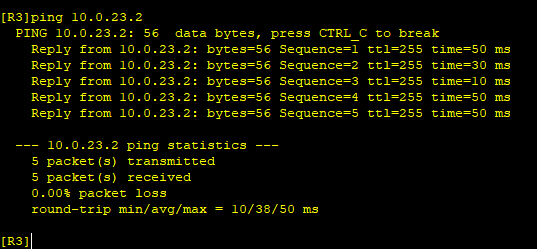 [R3]ping 10.0.23.2
PING 10.0.23.2: 56  data bytes, press CTRL_C to break
Reply from 10.0.23.2: bytes=56 Sequence=1 ttl=255 time=50 ms
Reply from 10.0.23.2: bytes=56 Sequence=2 ttl=255 time=30 ms
Reply from 10.0.23.2: bytes=56 Sequence=3 ttl=255 time=10 ms
Reply from 10.0.23.2: bytes=56 Sequence=4 ttl=255 time=50 ms
Reply from 10.0.23.2: bytes=56 Sequence=5 ttl=255 time=50 ms
--- 10.0.23.2 ping statistics ---
5 packet(s) transmitted
5 packet(s) received
0.00% packet loss
round-trip min/avg/max = 10/38/50 ms
[R3]